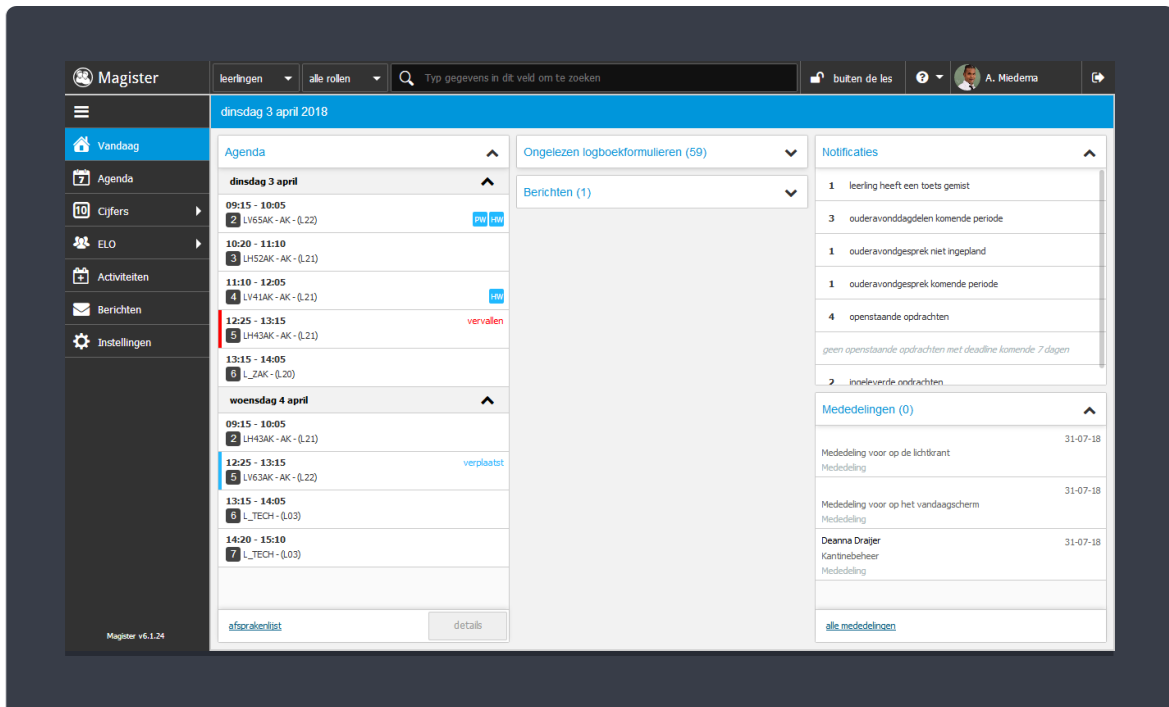 Magister
leerlingen
alle rollen
Typ gegevens in dit veld om te zoeken
buiten de les
A. Miedema
dinsdag 3 april 2018
Vandaag
7 Agenda
10 Cijfers
ELO
Activiteiten
Berichten
Instellingen
Magister v6.1.24
Agenda
dinsdag 3 april
09:15 - 10:05
2 LV65AK - AK - (L22) PW HW
10:20 - 11:10
3 LH52AK - AK - (L21)
11:10 - 12:05
4 LV41AK - AK - (L21) HW
12:25 - 13:15 vervallen
5 LH43AK - AK - (L21)
13:15 - 14:05
6 L_ZAK - (L20)
woensdag 4 april
09:15 - 10:05
2 LH43AK - AK - (L21)
12:25 - 13:15 verplaatst
5 LV63AK - AK - (L22)
13:15 - 14:05
6 L_TECH - (L03)
14:20 - 15:10
7 L_TECH - (L03)
afsprakenlijst
details
Ongelezen logboekformulieren (59)
Berichten (1)
Notificaties
1 leerling heeft een toets gemist
3 ouderavonddagdelen komende periode
1 ouderavondgesprek niet ingepland
1 ouderavondgesprek komende periode
4 openstaande opdrachten
geen openstaande opdrachten met deadline komende 7 dagen
2 ingeleverde opdrachten
Mededelingen (0)
31-07-18
Mededeling voor op de lichtkrant
Mededeling
31-07-18
Mededeling voor op het vandaagscherm
Mededeling
Deanna Draijer 31-07-18
Kantinebeheer
Mededeling
alle mededelingen